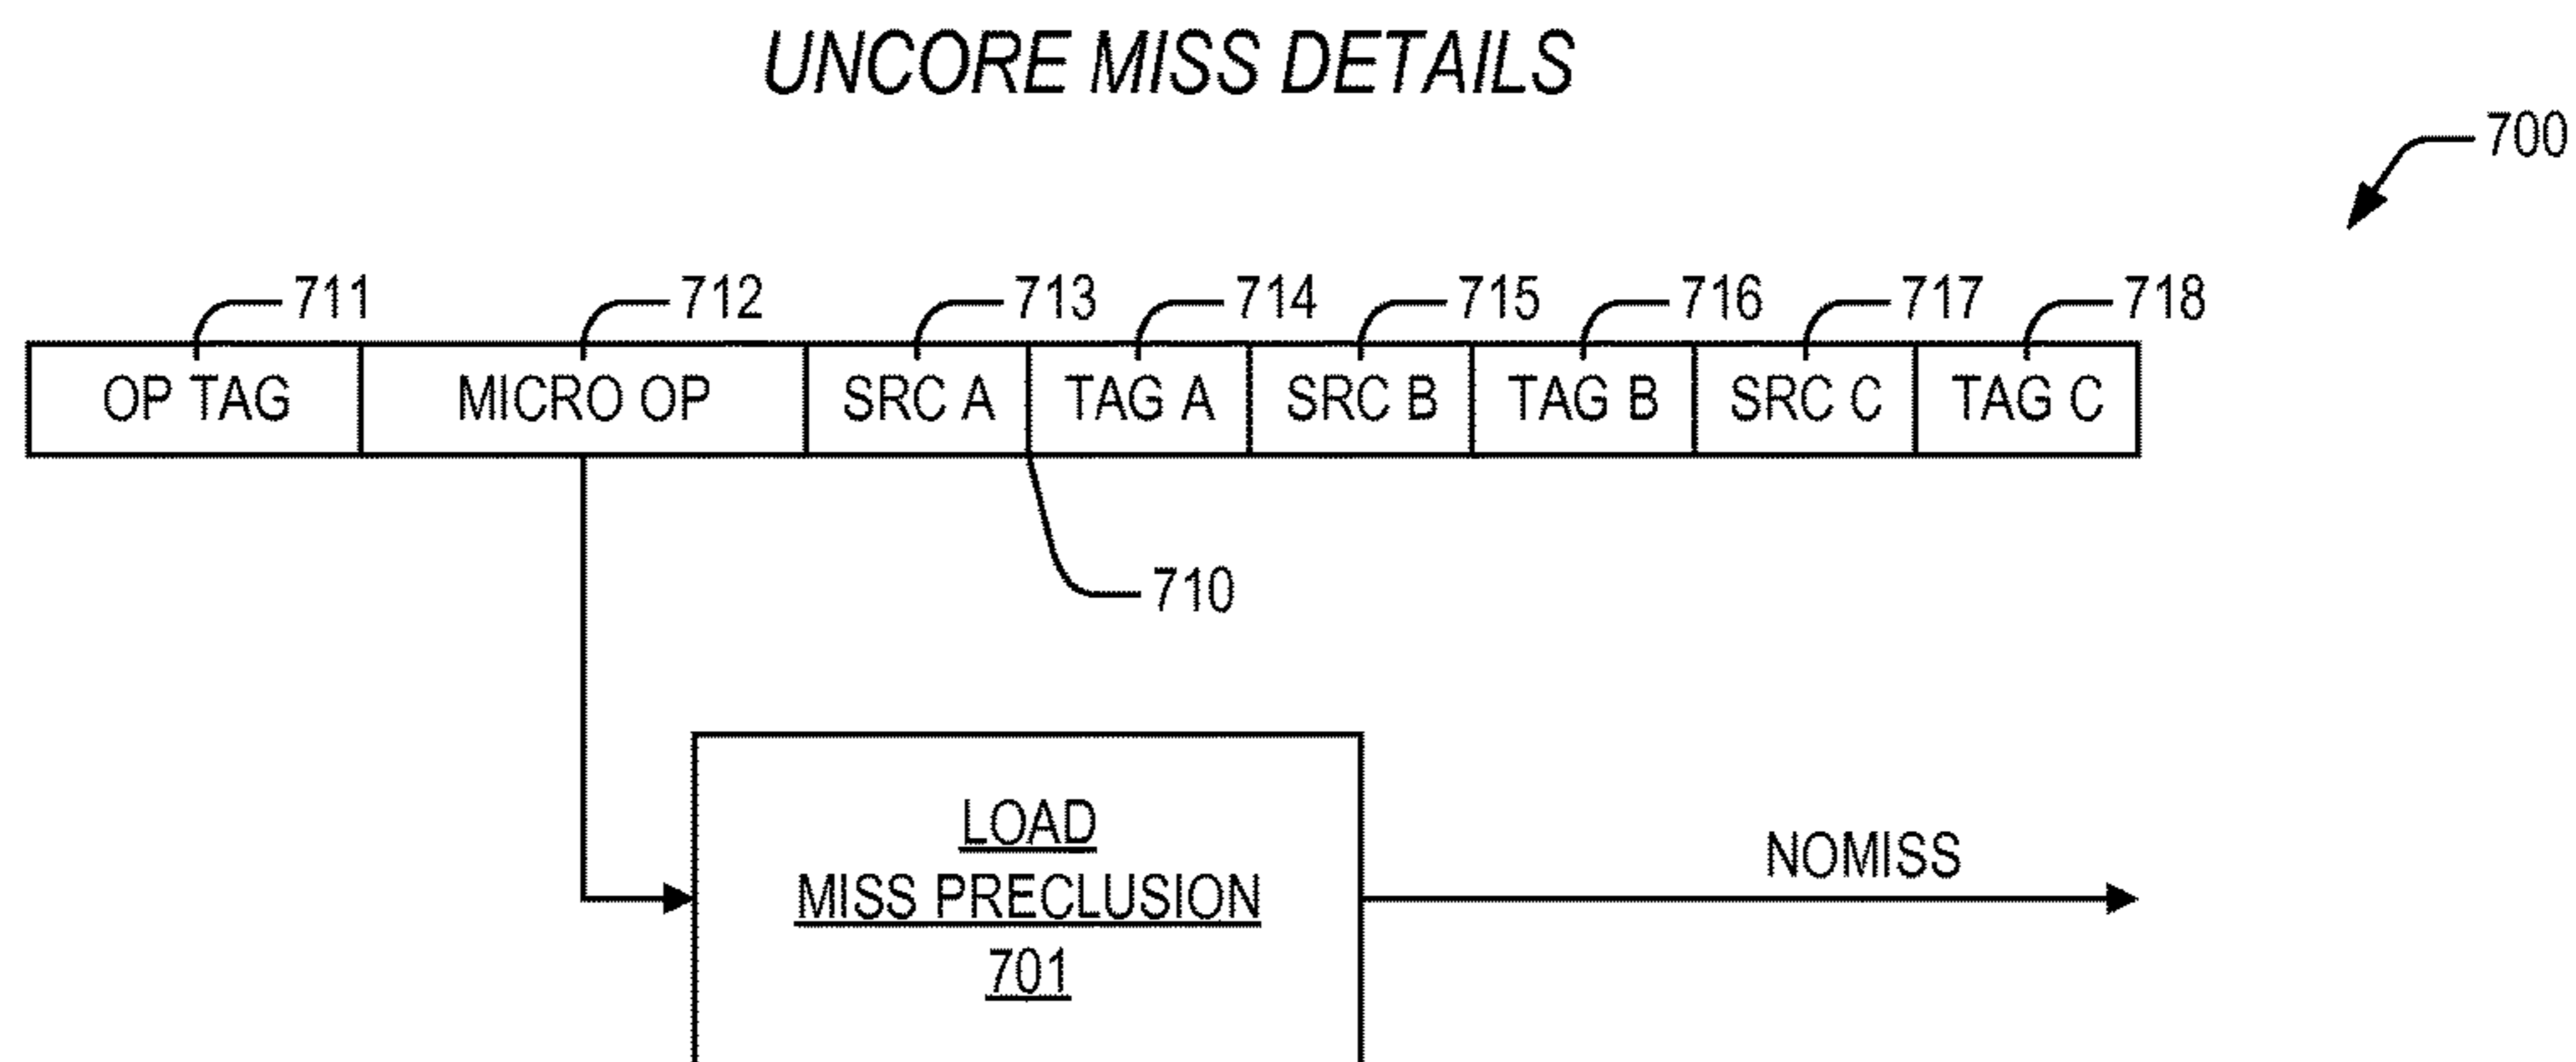 UNCORE MISS DETAILS
700
711 712 713 714 715 716 717 718
OP TAG MICRO OP SRC A TAG A SRC B TAG B SRC C TAG C
710
LOAD
MISS PRECLUSION
701
NOMISS